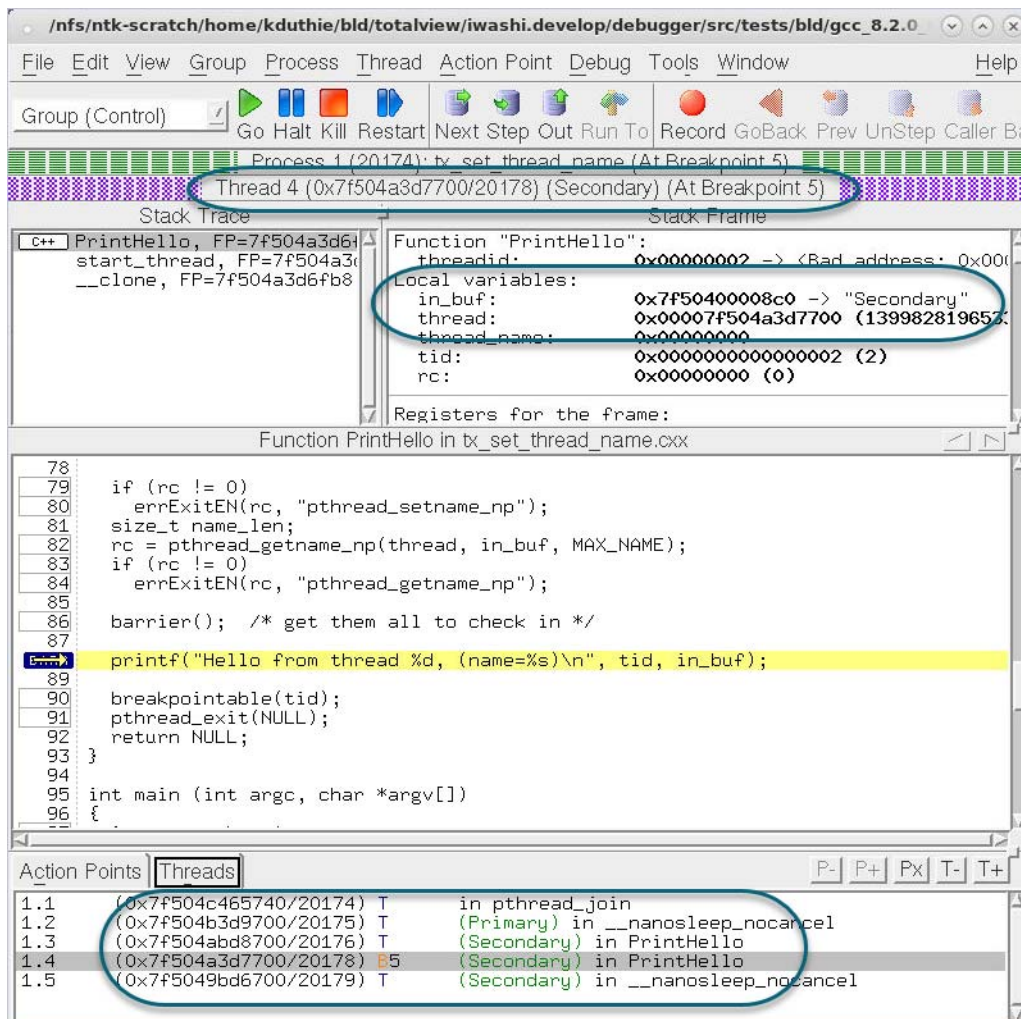 /nfs/ntk-scratch/home/kduthie/bld/totalview/iwashi.develop/debugger/src/tests/bld/gcc_8.2.0_
File Edit View Group Process Thread Action Point Debug Tools Window Help
Group (Control) Go Halt Kill Restart Next Step Out Run To Record GoBack Prev UnStep Caller Ba
Process 1 (20174): tx_set_thread_name (At Breakpoint 5)
Thread 4 (0x7f504a3d7700/20178) (Secondary) (At Breakpoint 5)
Stack Trace
C++ PrintHello, FP=7f504a3d6f
start_thread, FP=7f504a3d
__clone, FP=7f504a3d6fb8
Stack Frame
Function "PrintHello":
threadid: 0x00000002 -> <Bad address: 0x000
Local variables:
in_buf: 0x7f50400008c0 -> "Secondary"
thread: 0x00007f504a3d7700 (139982819653
thread_name: 0x00000000
tid: 0x0000000000000002 (2)
rc: 0x00000000 (0)
Registers for the frame:
Function PrintHello in tx_set_thread_name.cxx
78
79 if (rc != 0)
80 errExitEN(rc, "pthread_setname_np");
81 size_t name_len;
82 rc = pthread_getname_np(thread, in_buf, MAX_NAME);
83 if (rc != 0)
84 errExitEN(rc, "pthread_getname_np");
85
86 barrier(); /* get them all to check in */
87
printf("Hello from thread %d, (name=%s)\n", tid, in_buf);
89
90 breakpointable(tid);
91 pthread_exit(NULL);
92 return NULL;
93 }
94
95 int main (int argc, char *argv[])
96 {
Action Points Threads P- P+ Px T- T+
1.1 (0x7f504c465740/20174) T in pthread_join
1.2 (0x7f504b3d9700/20175) T (Primary) in __nanosleep_nocancel
1.3 (0x7f504abd8700/20176) T (Secondary) in PrintHello
1.4 (0x7f504a3d7700/20178) B5 (Secondary) in PrintHello
1.5 (0x7f5049bd6700/20179) T (Secondary) in __nanosleep_nocancel